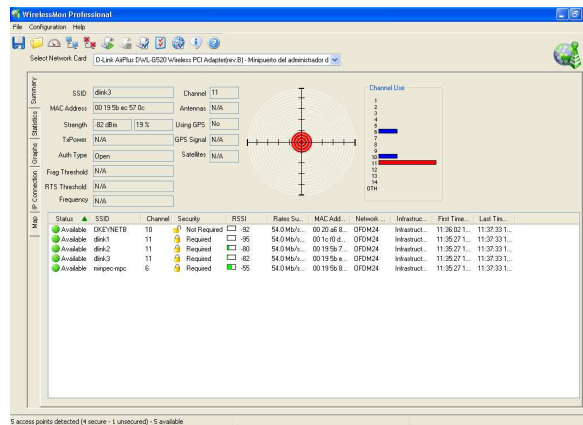 WirelessMon Professional
File Configuration Help
Select Network Card D-Link AirPlus DWL-G520 Wireless PCI Adapter(rev.B) - Minipuerto del administrador d
Summary
Statistics
Graphs
IP Connection
Map
SSID dlink3
MAC Address 00 19 5b ec 57 0c
Strength -82 dBm 19 %
TxPower N/A
Auth Type Open
Frag Threshold N/A
RTS Threshold N/A
Frequency N/A
Channel 11
Antennas N/A
Using GPS No
GPS Signal N/A
Satellites N/A
Channel Use
1
2
3
4
5
6
7
8
9
10
11
12
13
14
OTH
Status SSID Channel Security RSSI Rates Su... MAC Add... Network ... Infrastruc... First Time... Last Tim...
Available DKEYNETB 10 Not Required -92 54.0 Mb/s... 00 20 a6 8... OFDM24 Infrastruct... 11:36:02 1... 11:37:33 1...
Available dlink1 11 Required -95 54.0 Mb/s... 00 1c f0 d... OFDM24 Infrastruct... 11:35:27 1... 11:37:33 1...
Available dlink2 11 Required -80 54.0 Mb/s... 00 19 5b 7... OFDM24 Infrastruct... 11:35:27 1... 11:37:33 1...
Available dlink3 11 Required -82 54.0 Mb/s... 00 19 5b e... OFDM24 Infrastruct... 11:35:27 1... 11:37:33 1...
Available minpec-mpc 6 Required -55 54.0 Mb/s... 00 19 5b 8... OFDM24 Infrastruct... 11:35:27 1... 11:37:33 1...
5 access points detected (4 secure - 1 unsecured) - 5 available